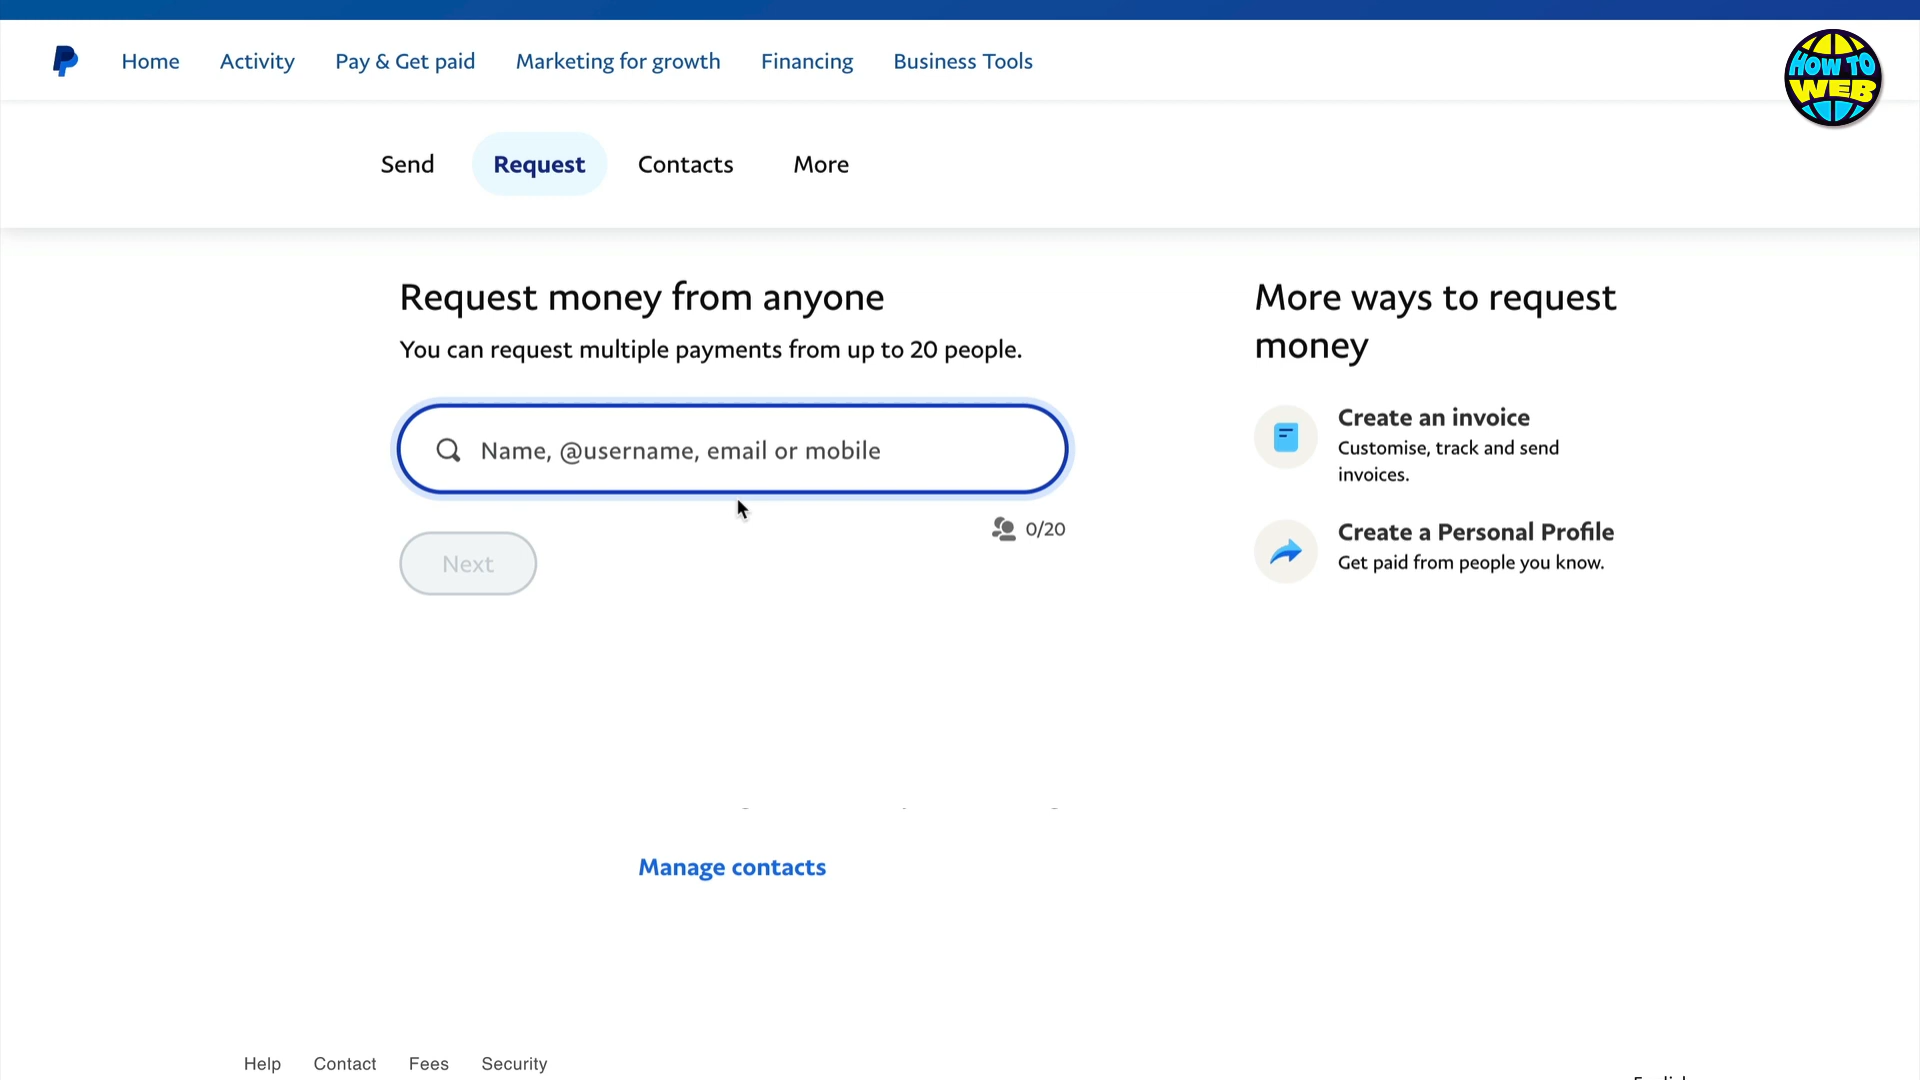 Home Activity Pay & Get paid Marketing for growth Financing Business Tools
HOW TO
WEB
Send Request Contacts More
Request money from anyone
You can request multiple payments from up to 20 people.
Name, @username, email or mobile
0/20
Next
More ways to request
money
Create an invoice
Customise, track and send
invoices.
Create a Personal Profile
Get paid from people you know.
Manage contacts
Help Contact Fees Security